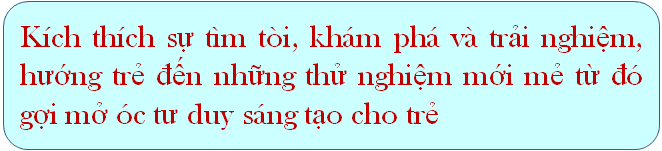 Kích thích sự tìm tòi, khám phá và trải nghiệm,
hướng trẻ đến những thử nghiệm mới mẻ từ đó
gợi mở óc tư duy sáng tạo cho trẻ